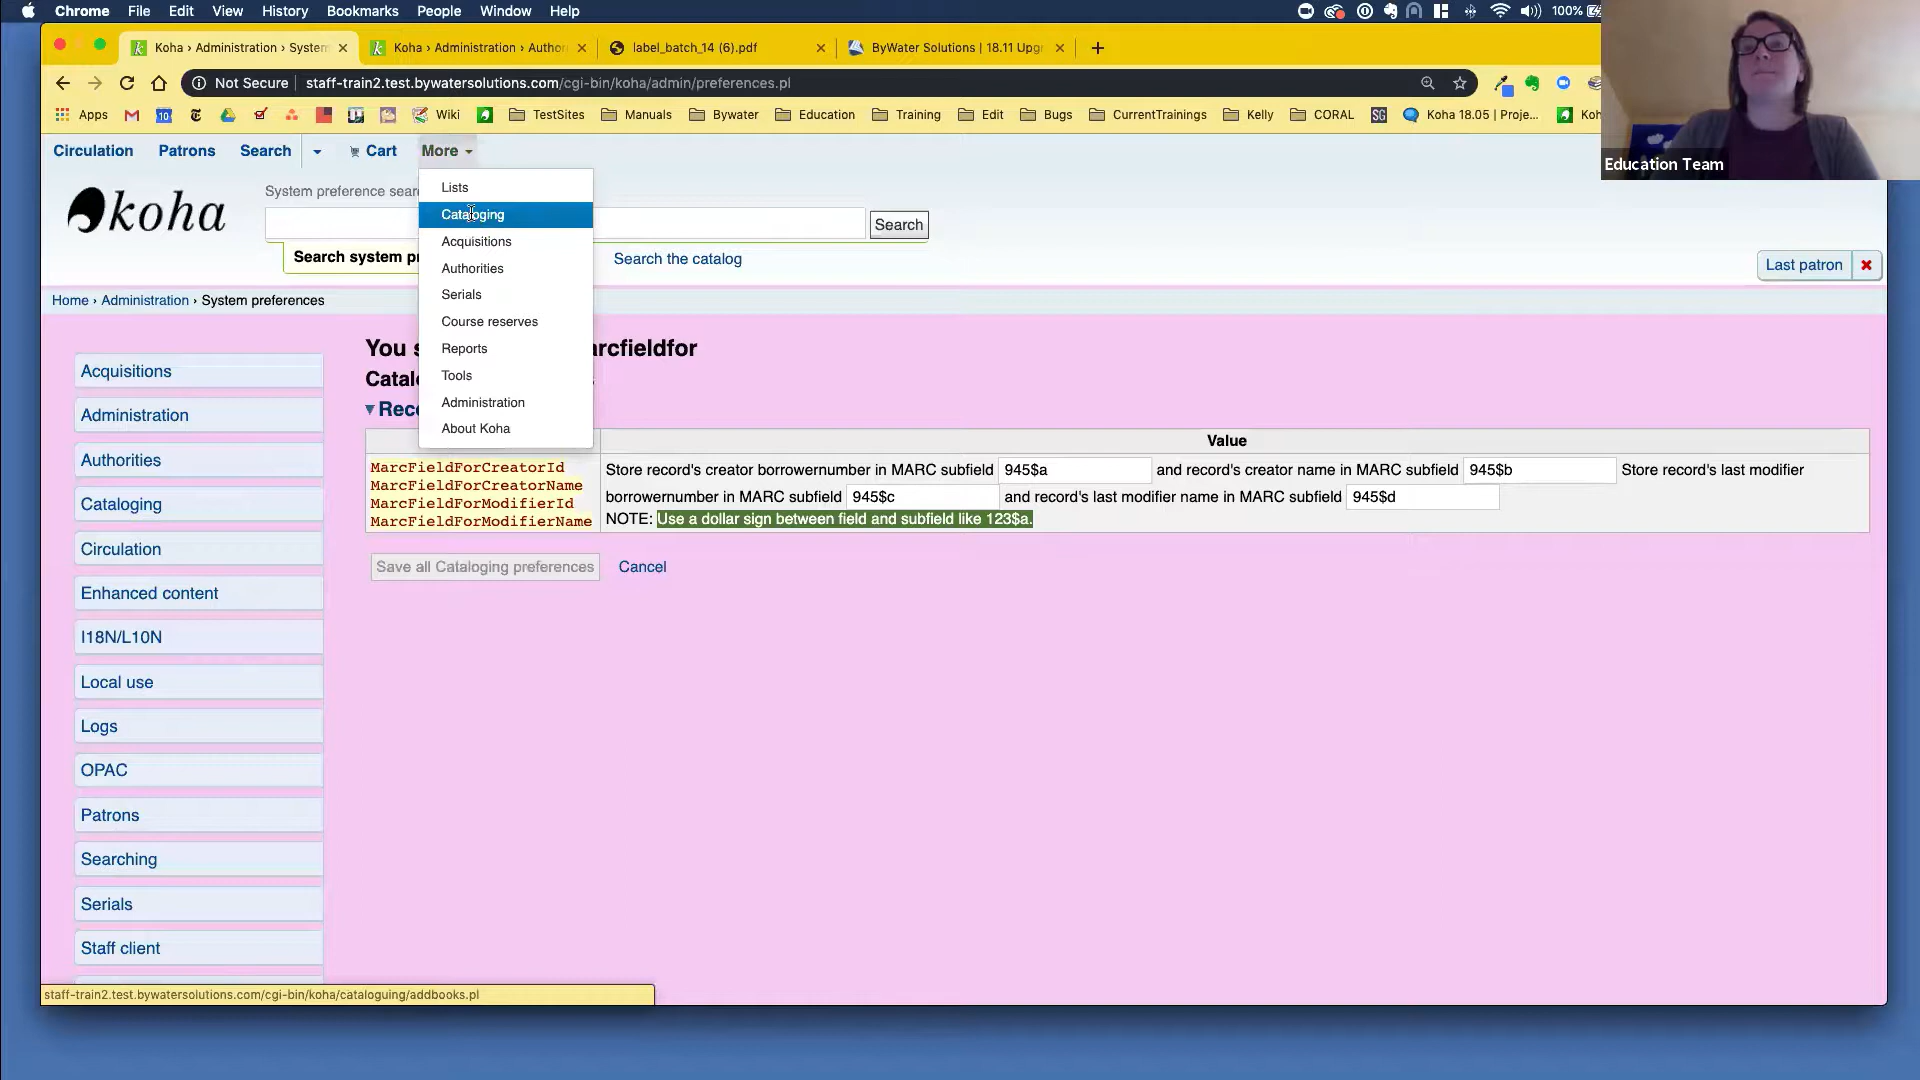 Chrome File Edit View History Bookmarks People Window Help 100%
Koha › Administration › System
Koha › Administration › Author
label_batch_14 (6).pdf
ByWater Solutions | 18.11 Upg
Not Secure staff-train2.test.bywatersolutions.com/cgi-bin/koha/admin/preferences.pl
Apps 10 Wiki TestSites Manuals Bywater Education Training Edit Bugs CurrentTrainings Kelly CORAL SG Koha 18.05 | Proje... Koh
Education Team
Circulation Patrons Search Cart More
koha
System preference sear
Search
Search system pr
Search the catalog
Last patron
Lists
Cataloging
Acquisitions
Authorities
Serials
Course reserves
Reports
Tools
Administration
About Koha
Home › Administration › System preferences
Acquisitions
Administration
Authorities
Cataloging
Circulation
Enhanced content
I18N/L10N
Local use
Logs
OPAC
Patrons
Searching
Serials
Staff client
You s arcfieldfor
Catal
Reco
Value
MarcFieldForCreatorId
MarcFieldForCreatorName
MarcFieldForModifierId
MarcFieldForModifierName
Store record's creator borrowernumber in MARC subfield 945$a and record's creator name in MARC subfield 945$b Store record's last modifier
borrowernumber in MARC subfield 945$c and record's last modifier name in MARC subfield 945$d
NOTE: Use a dollar sign between field and subfield like 123$a.
Save all Cataloging preferences Cancel
staff-train2.test.bywatersolutions.com/cgi-bin/koha/cataloguing/addbooks.pl